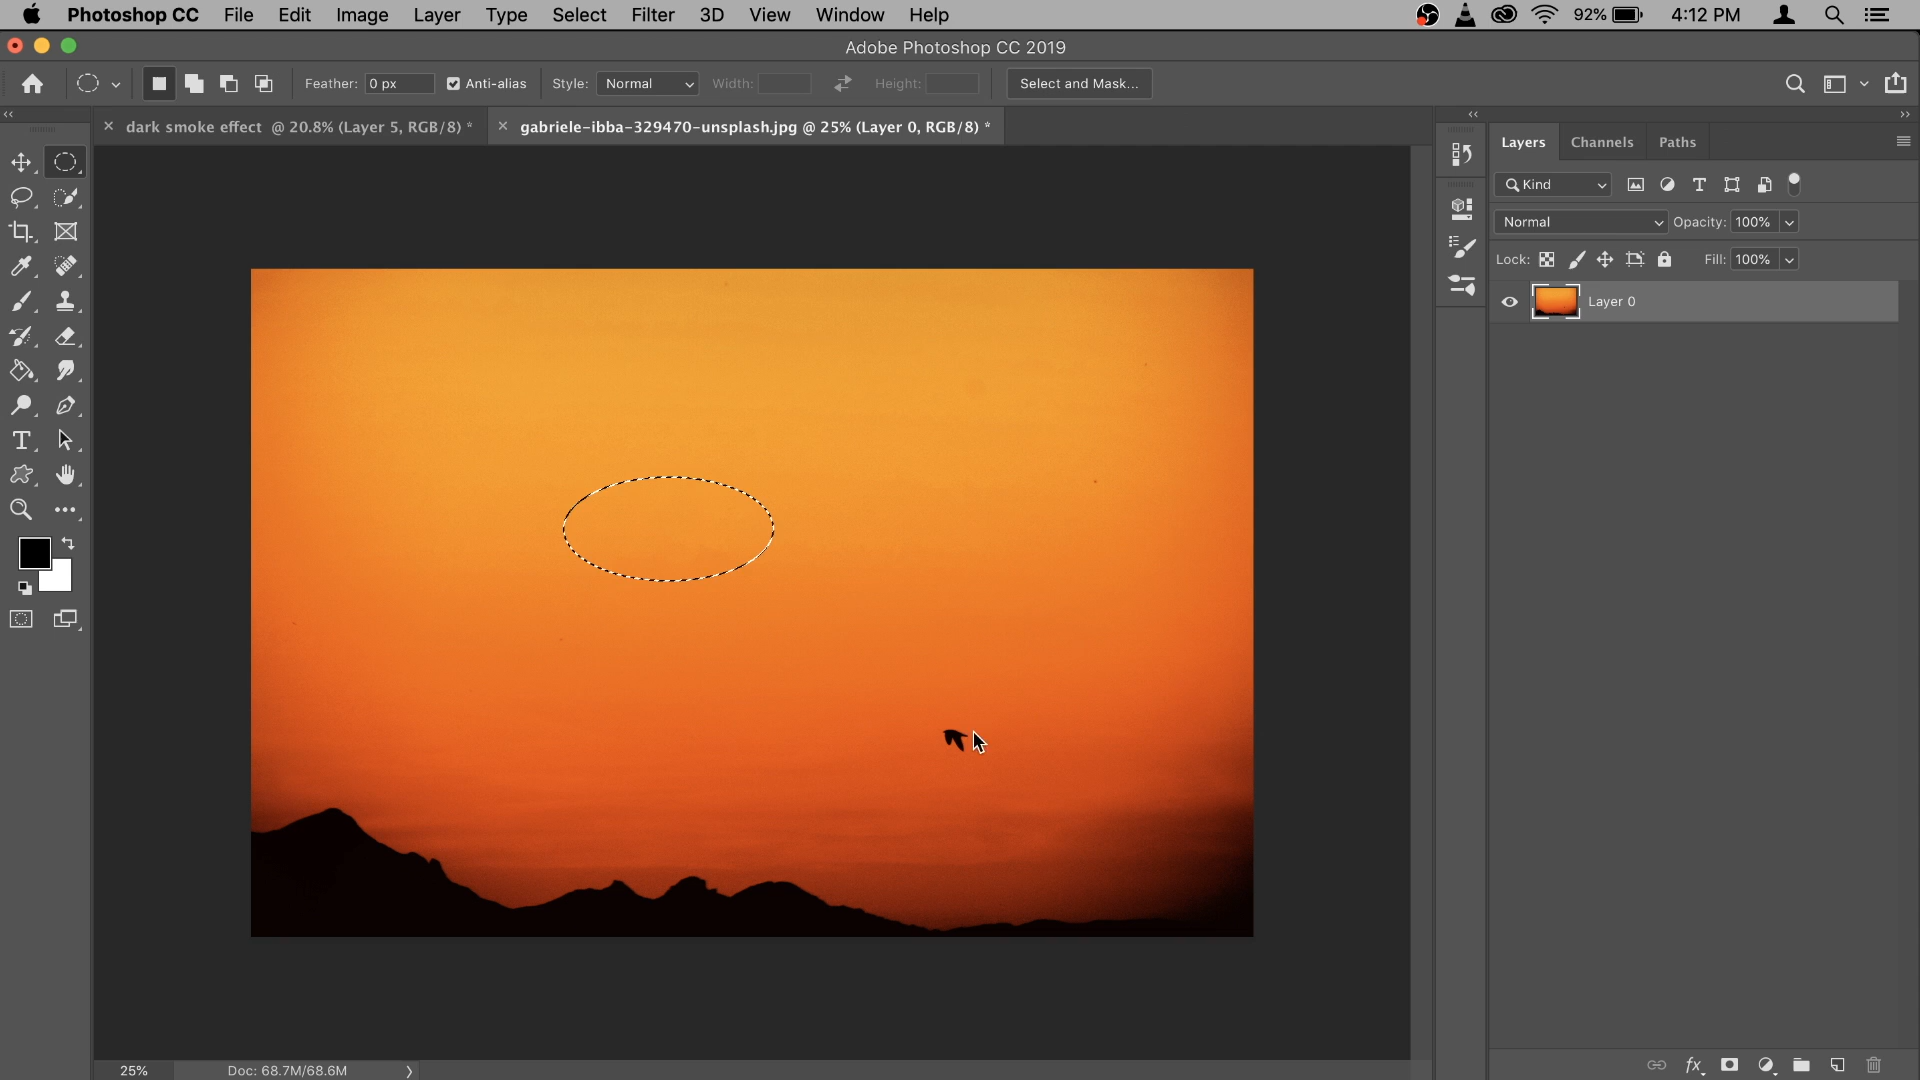 Photoshop CC File Edit Image Layer Type Select Filter 3D View Window Help 92% 4:12 PM
Adobe Photoshop CC 2019
Feather: 0 px Anti-alias Style: Normal Width: Height: Select and Mask...
dark smoke effect @ 20.8% (Layer 5, RGB/8) * gabriele-ibba-329470-unsplash.jpg @ 25% (Layer 0, RGB/8) *
Layers Channels Paths
Kind
Normal Opacity: 100%
Lock: Fill: 100%
Layer 0
25% Doc: 68.7M/68.6M